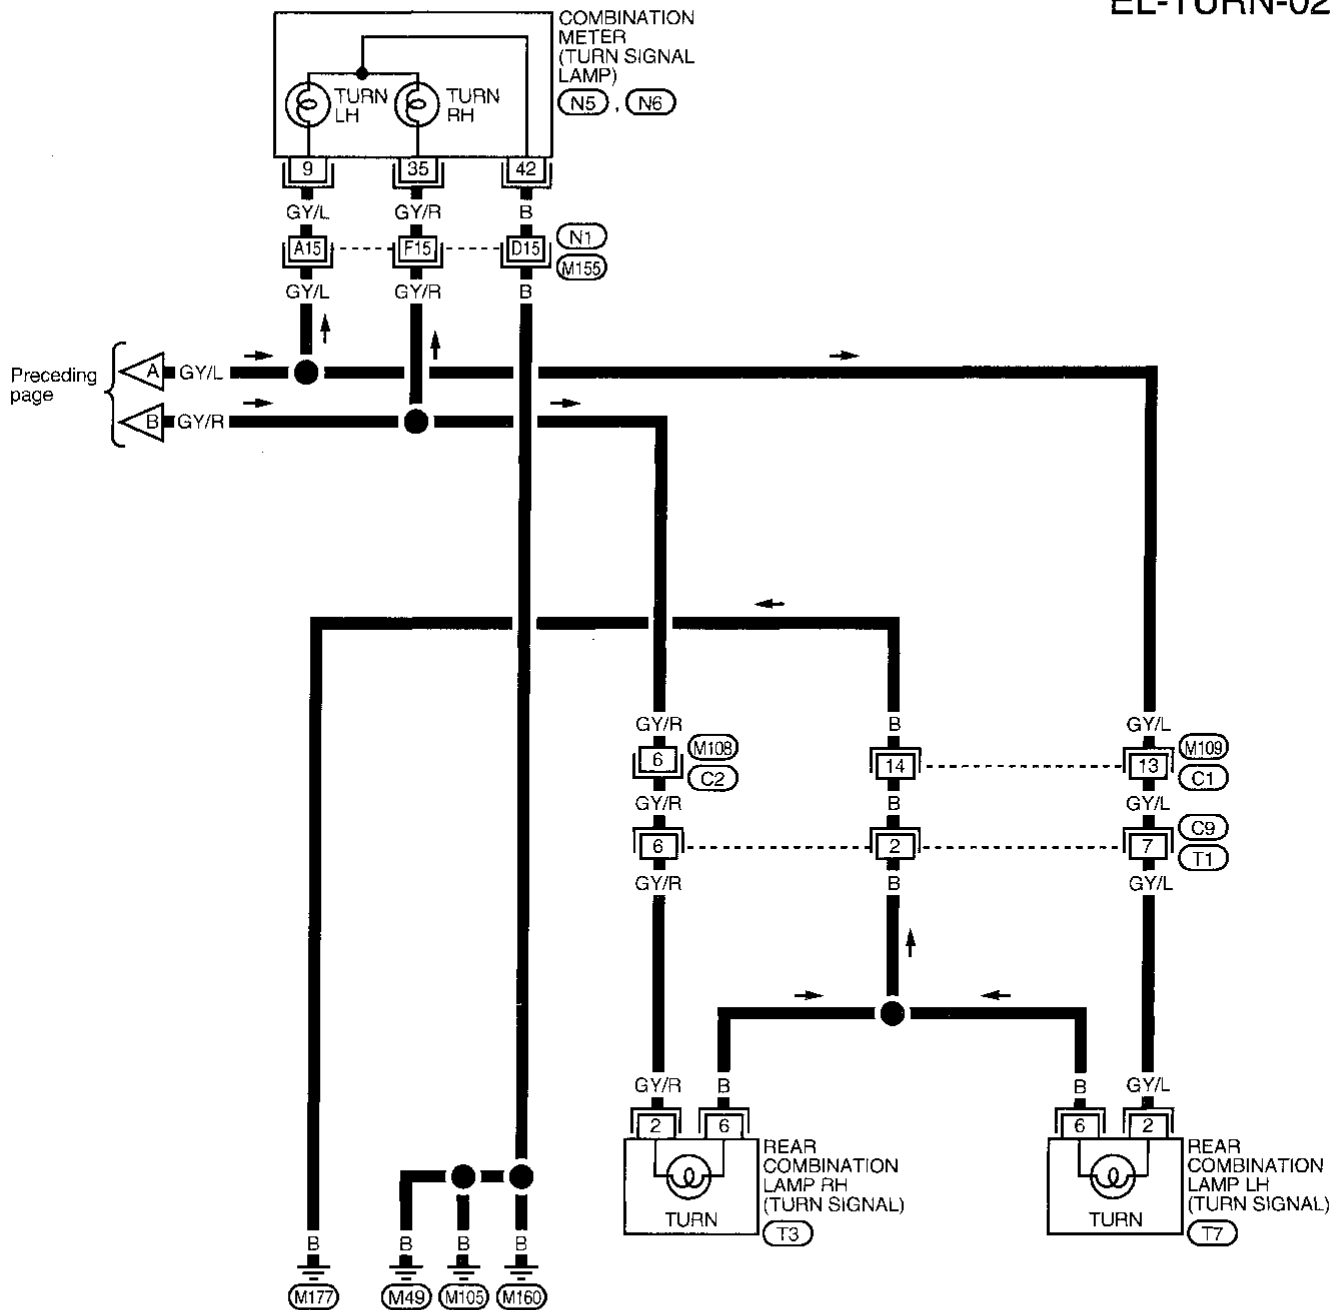 EL-TURN-02
COMBINATION
METER
(TURN SIGNAL
LAMP)
N5 , N6
TURN
LH
TURN
RH
9 35 42
GY/L GY/R B
A15 F15 D15
N1
M155
GY/L GY/R B
Preceding
page
A GY/L
B GY/R
GY/R B GY/L
6
M108
C2
14 13
M109
C1
GY/R B GY/L
6 2 7
C9
T1
GY/R B GY/L
GY/R B B GY/L
2 6 6 2
TURN
REAR
COMBINATION
LAMP RH
(TURN SIGNAL)
T3
TURN
REAR
COMBINATION
LAMP LH
(TURN SIGNAL)
T7
B B B B
M177 M49 M105 M160